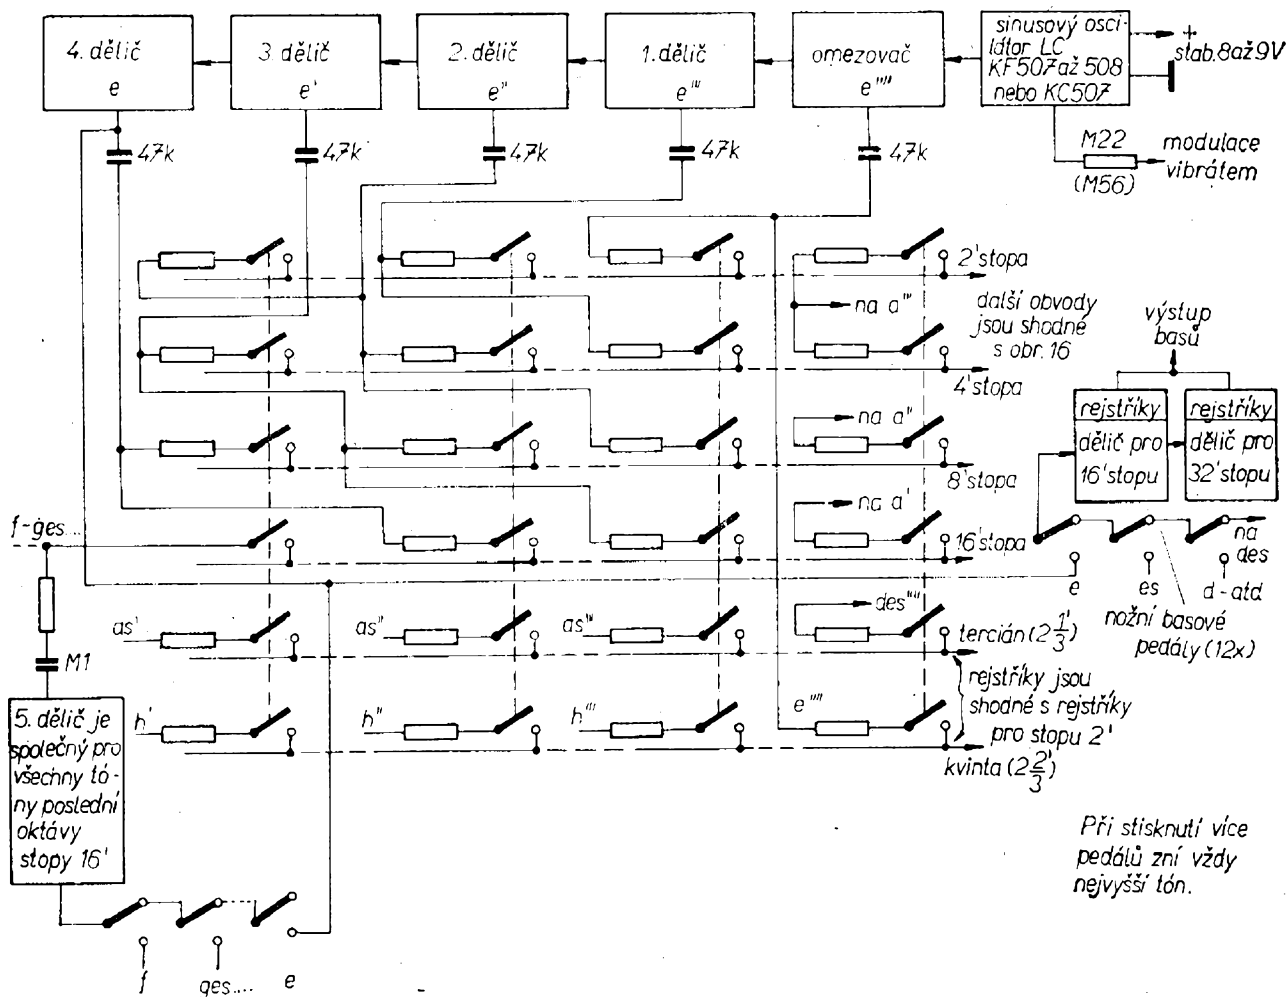 4. dělič
e
3. dělič
e'
2. dělič
e"
1. dělič
e'''
omezovač
e''''
sinusový osci-
látor LC
KF507 až 508
nebo KC507
+
stab. 8 až 9V
47k
47k
47k
47k
47k
M22
(M56)
modulace
vibrátem
2' stopa
na a'''
další obvody
jsou shodné
s obr. 16
4' stopa
na a"
8' stopa
na a'
16' stopa
výstup
basů
rejstříky
dělič pro
16' stopu
rejstříky
dělič pro
32' stopu
na
des
e
es
d - atd
nožní basové
pedály (12x)
f-ges....
as'
as"
as'''
des''''
tercián (2 1/3')
M1
h'
h"
h'''
e''''
rejstříky jsou
shodné s rejstříky
pro stopu 2'
kvinta (2 2/3')
5. dělič je
společný pro
všechny tó-
ny poslední
oktávy
stopy 16'
Při stisknutí více
pedálů zní vždy
nejvyšší tón.
f
ges....
e